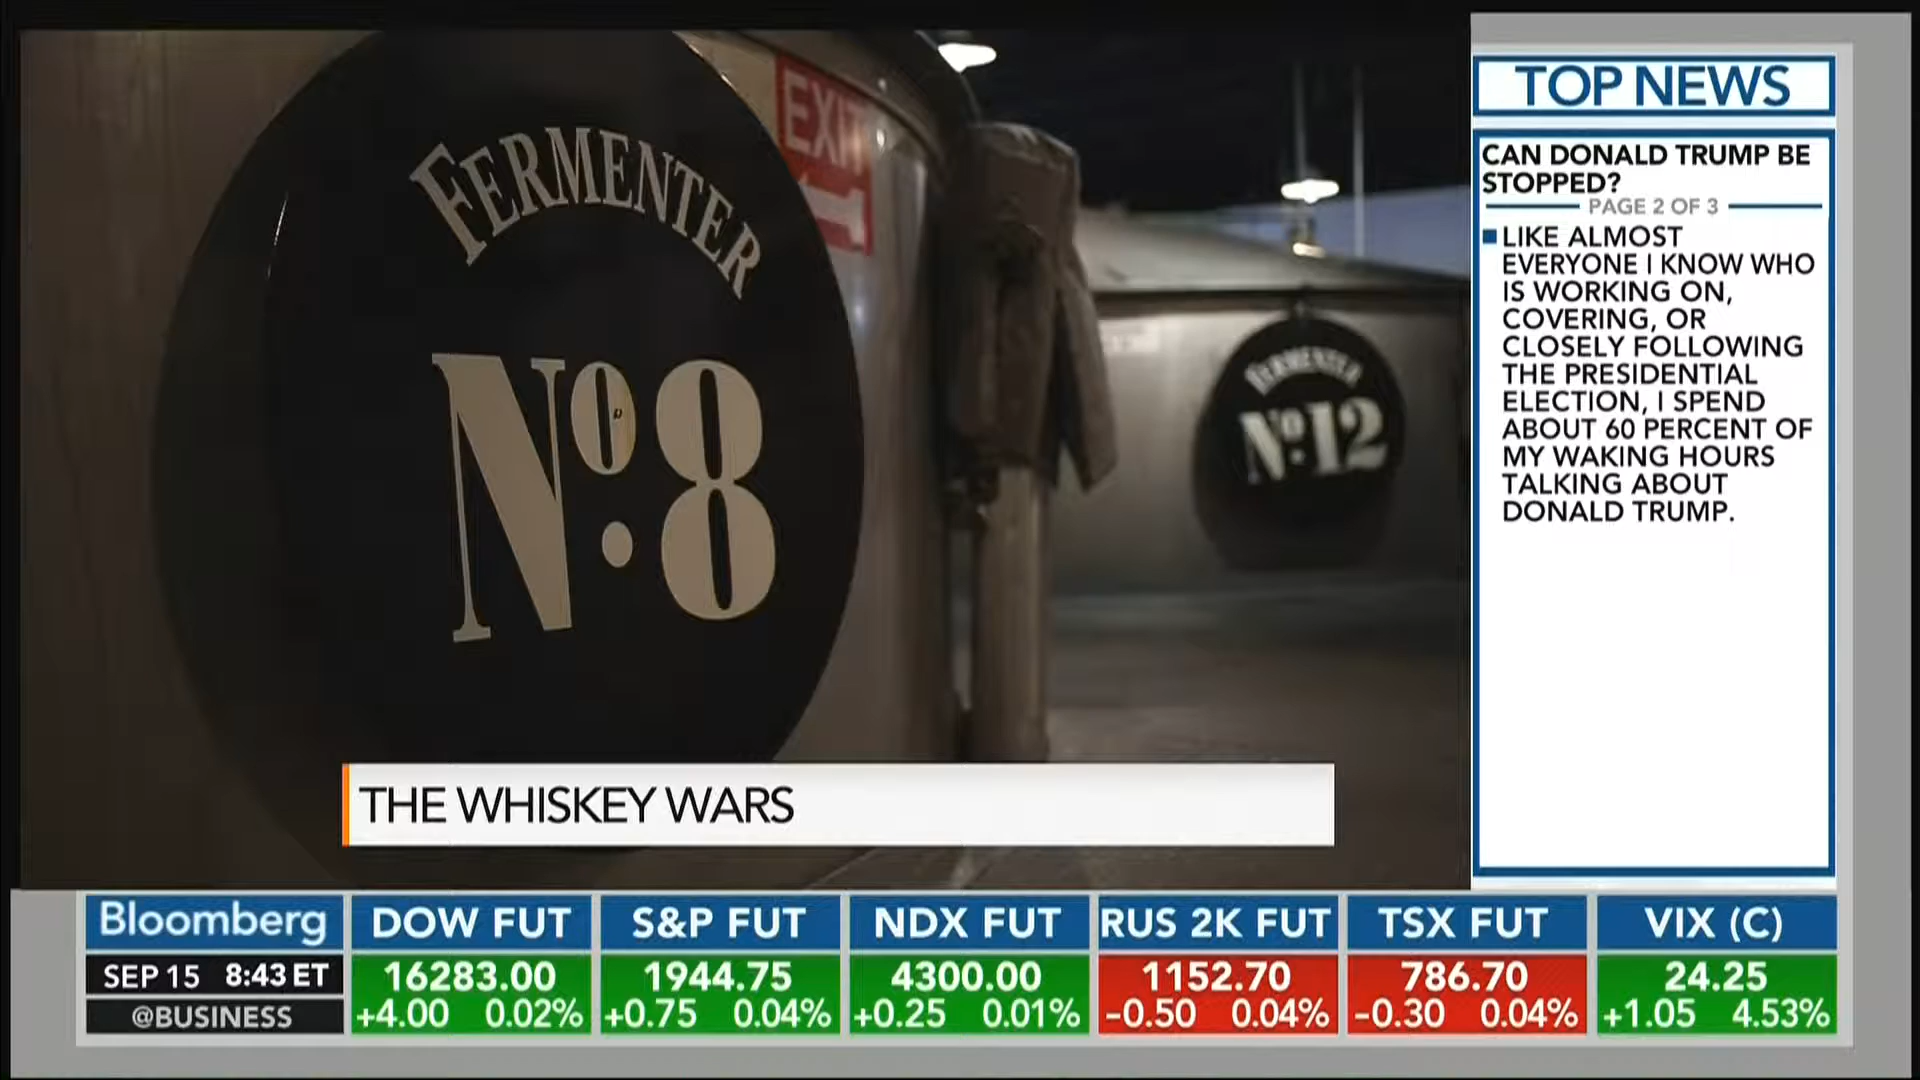 FERMENTER
No.8
EXIT
FERMENTER
No.12
THE WHISKEY WARS
TOP NEWS
CAN DONALD TRUMP BE
STOPPED?
PAGE 2 OF 3
LIKE ALMOST
EVERYONE I KNOW WHO
IS WORKING ON,
COVERING, OR
CLOSELY FOLLOWING
THE PRESIDENTIAL
ELECTION, I SPEND
ABOUT 60 PERCENT OF
MY WAKING HOURS
TALKING ABOUT
DONALD TRUMP.
Bloomberg
SEP 15 8:43 ET
@BUSINESS
DOW FUT
16283.00
+4.00 0.02%
S&P FUT
1944.75
+0.75 0.04%
NDX FUT
4300.00
+0.25 0.01%
RUS 2K FUT
1152.70
-0.50 0.04%
TSX FUT
786.70
-0.30 0.04%
VIX (C)
24.25
+1.05 4.53%